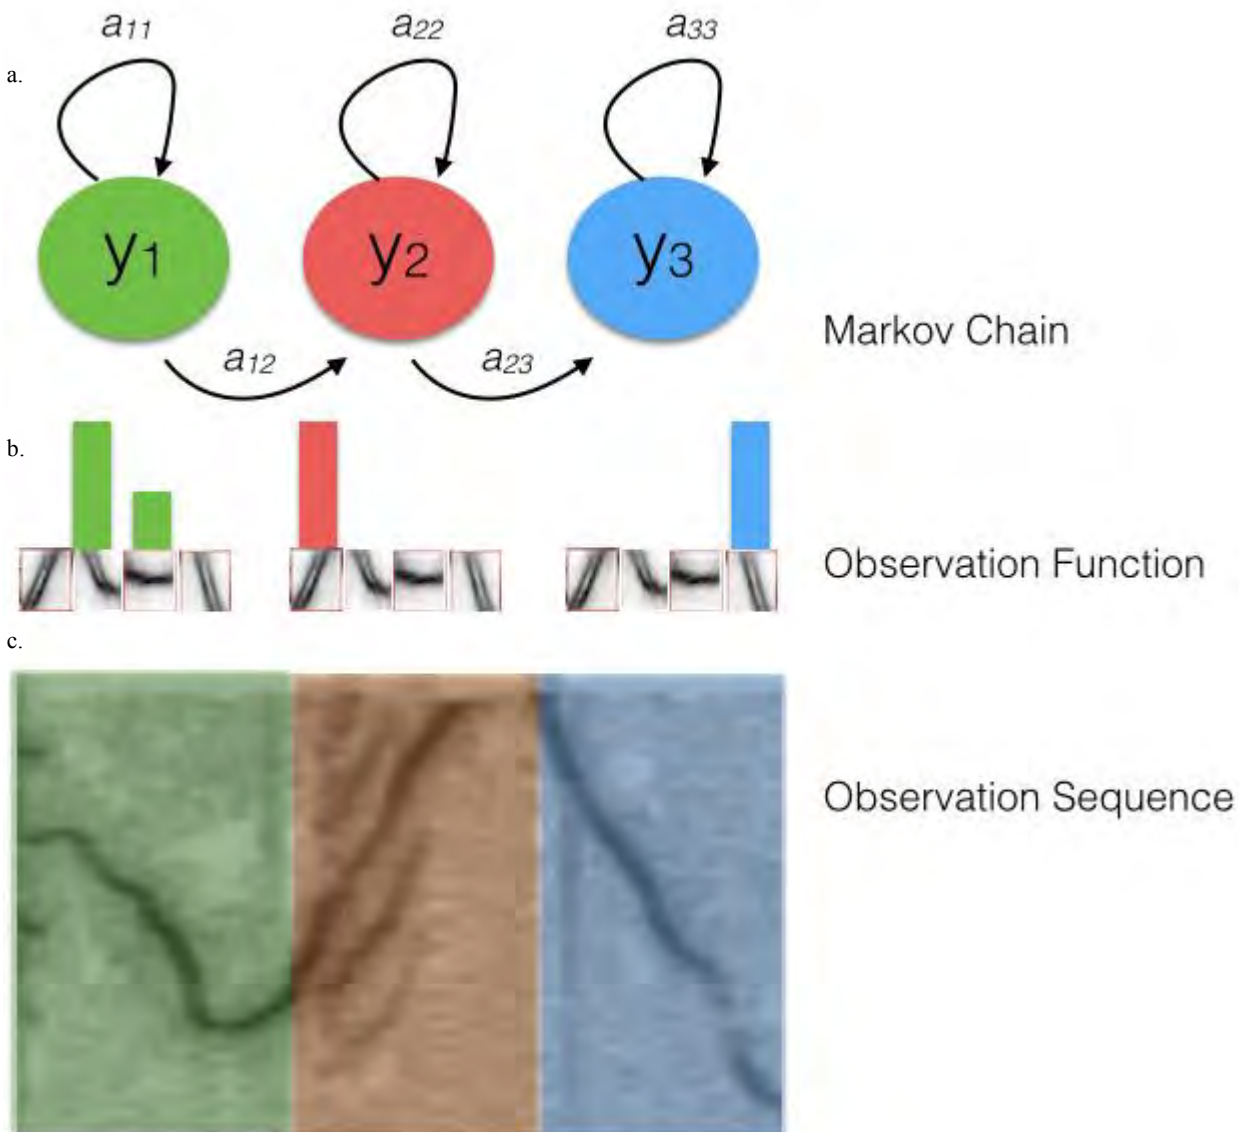 a₁₁ a₂₂ a₃₃
a.
y₁ y₂ y₃
Markov Chain
a₁₂ a₂₃
b.
Observation Function
c.
Observation Sequence